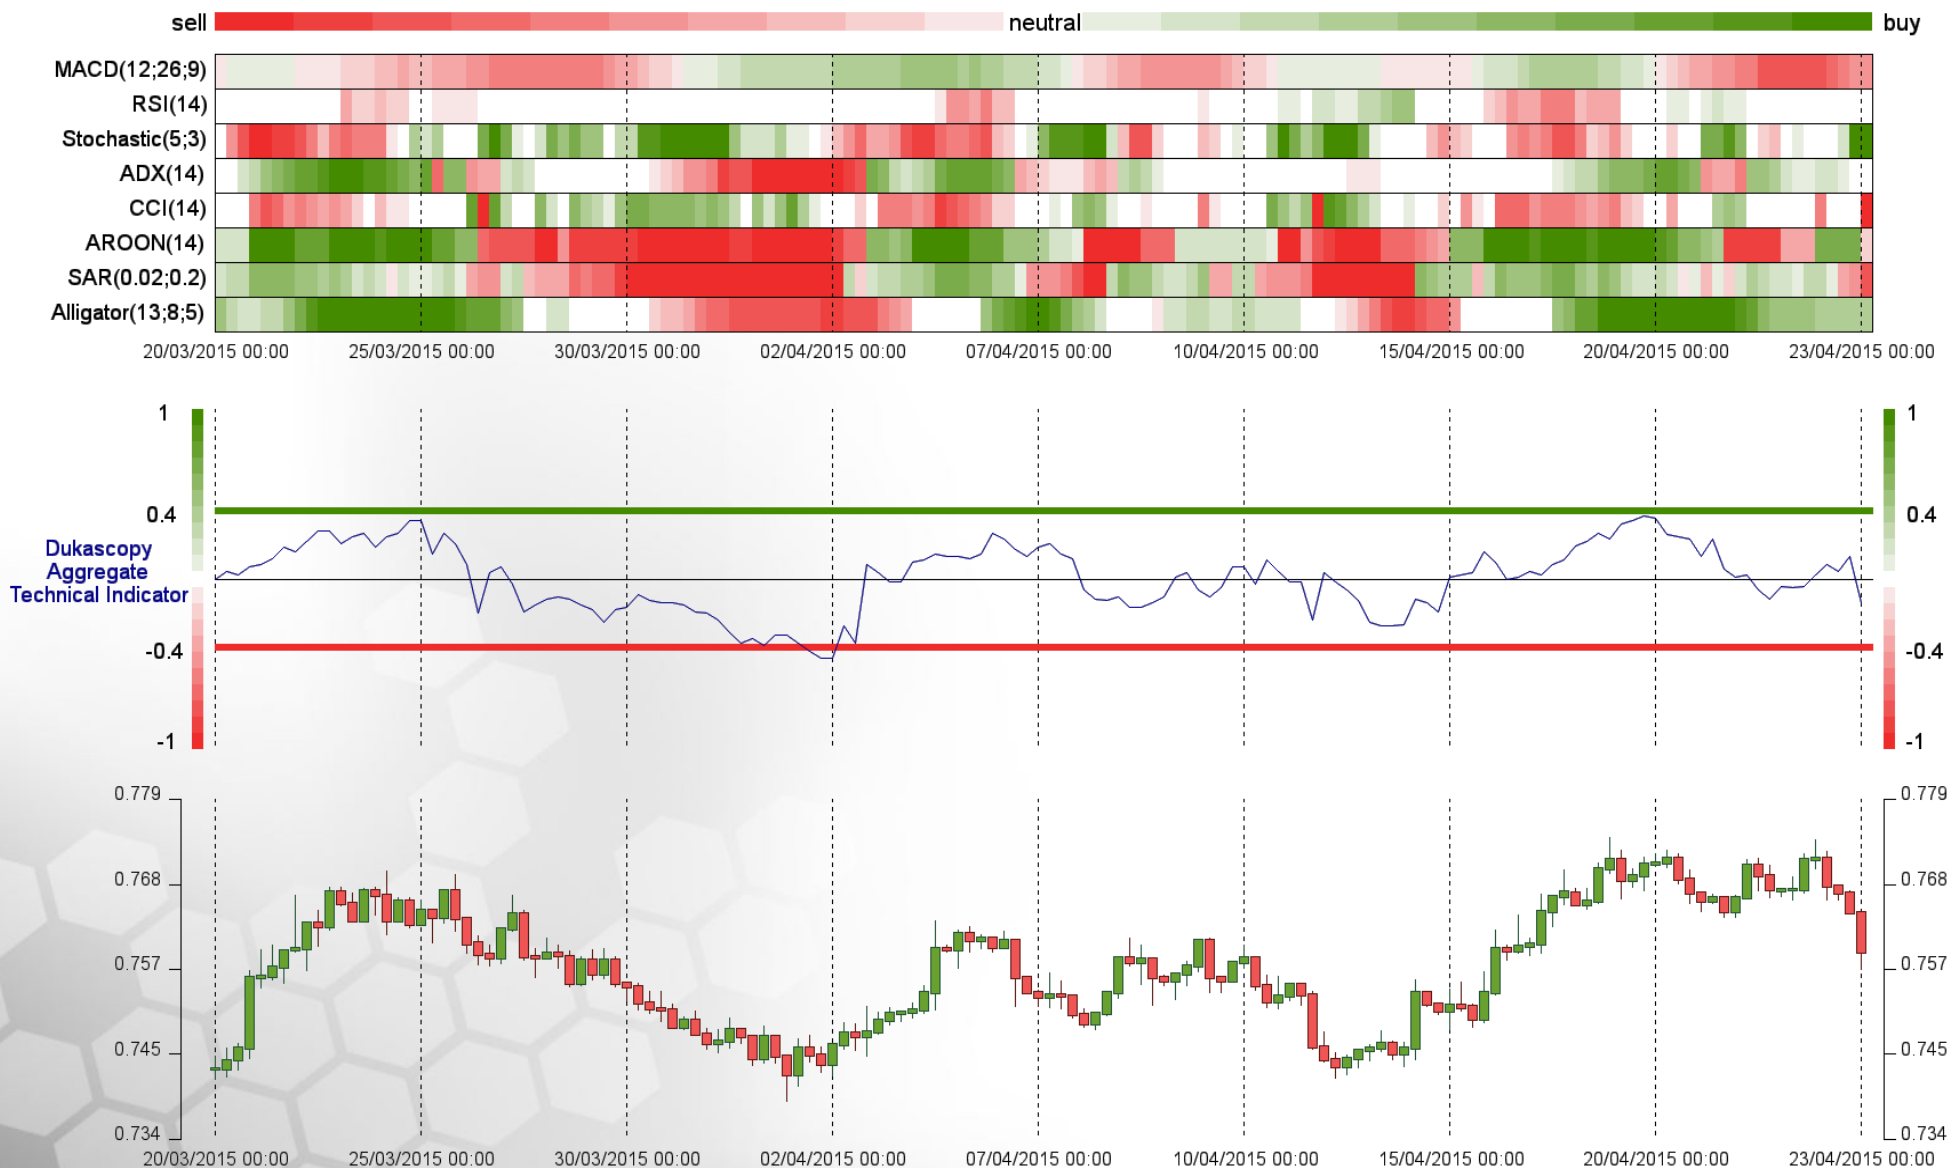 sell neutral buy
MACD(12;26;9)
RSI(14)
Stochastic(5;3)
ADX(14)
CCI(14)
AROON(14)
SAR(0.02;0.2)
Alligator(13;8;5)
20/03/2015 00:00 25/03/2015 00:00 30/03/2015 00:00 02/04/2015 00:00 07/04/2015 00:00 10/04/2015 00:00 15/04/2015 00:00 20/04/2015 00:00 23/04/2015 00:00
1 1
0.4 0.4
Dukascopy
Aggregate
Technical Indicator
-0.4 -0.4
-1 -1
0.779 0.779
0.768 0.768
0.757 0.757
0.745 0.745
0.734 0.734
20/03/2015 00:00 25/03/2015 00:00 30/03/2015 00:00 02/04/2015 00:00 07/04/2015 00:00 10/04/2015 00:00 15/04/2015 00:00 20/04/2015 00:00 23/04/2015 00:00